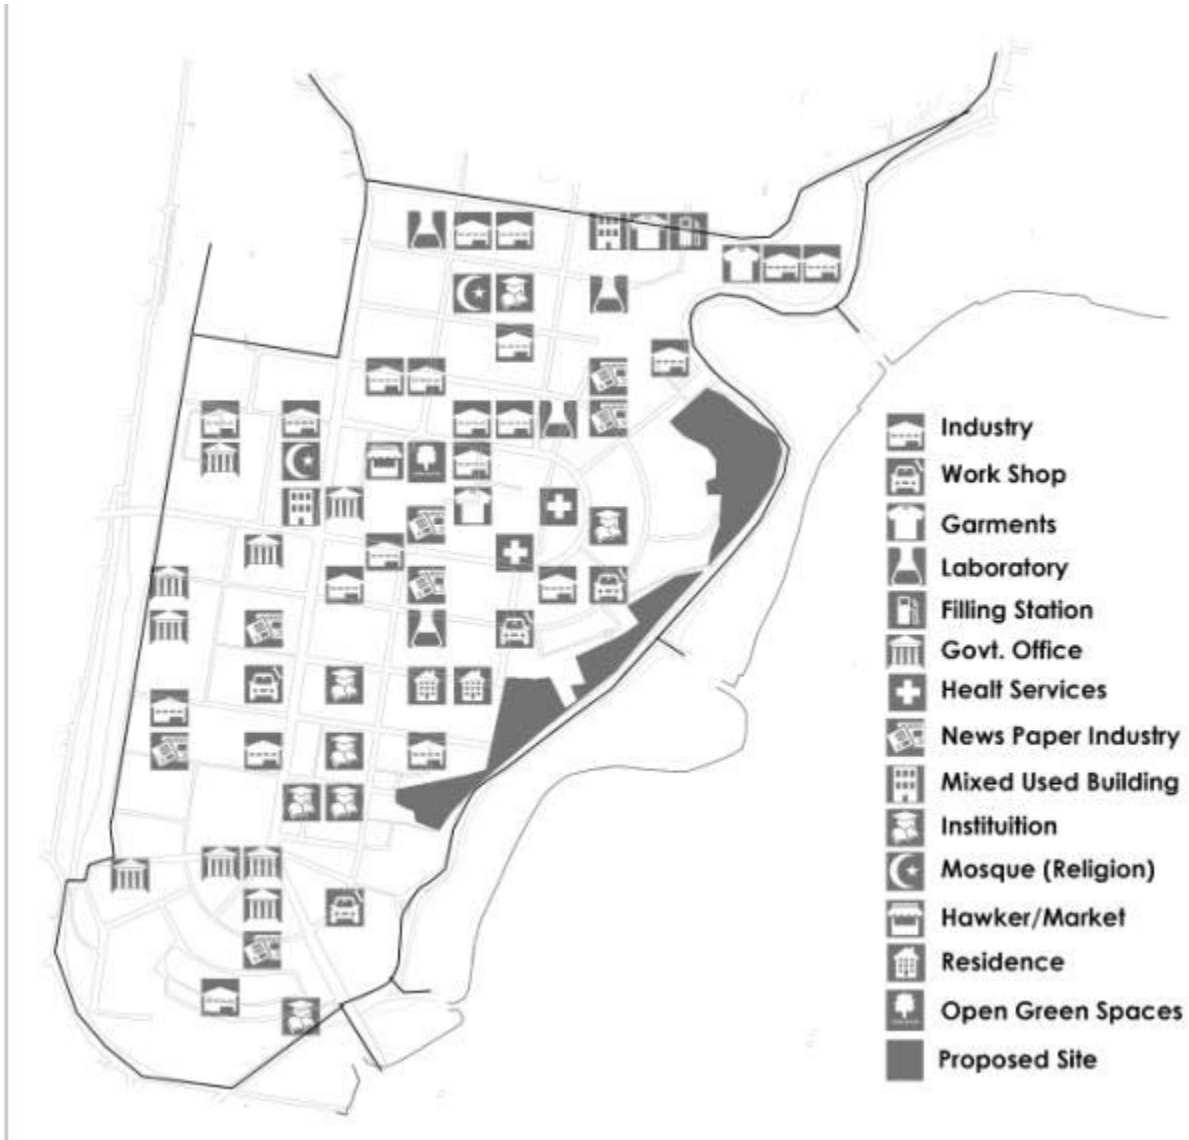 Industry
Work Shop
Garments
Laboratory
Filling Station
Govt. Office
Healt Services
News Paper Industry
Mixed Used Building
Instituition
Mosque (Religion)
Hawker/Market
Residence
Open Green Spaces
Proposed Site